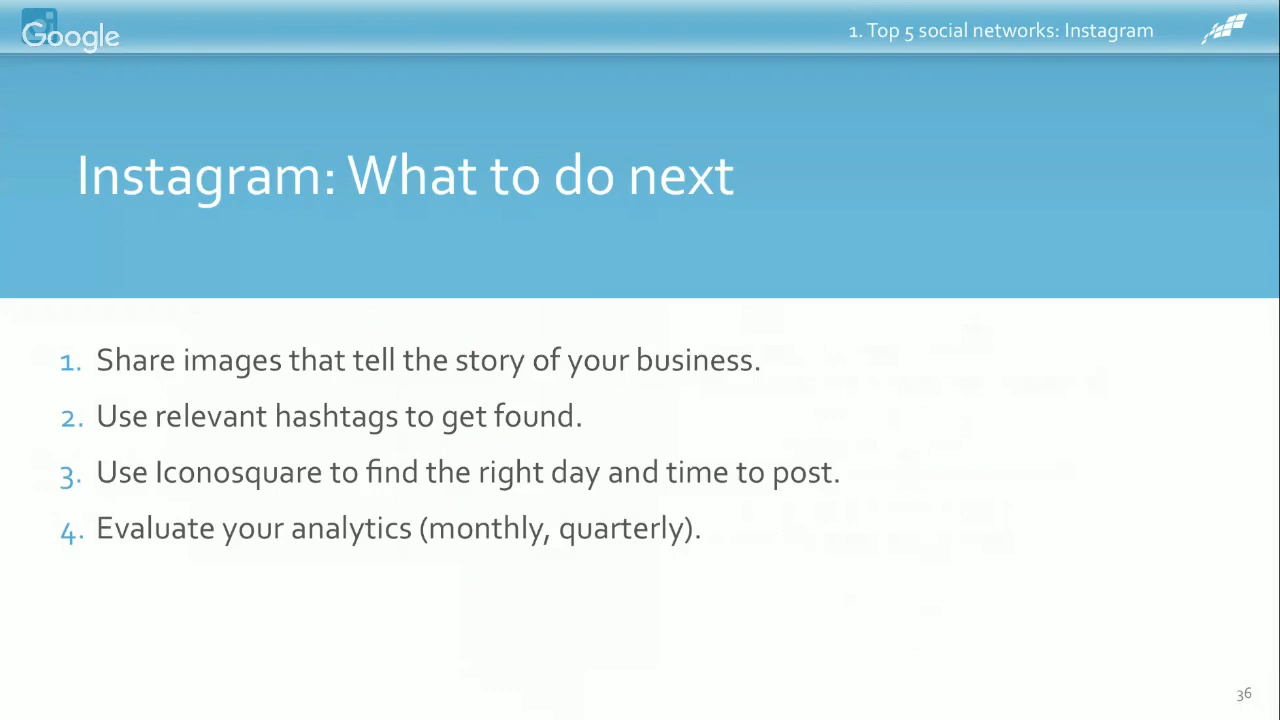 Google
1. Top 5 social networks: Instagram
Instagram: What to do next
1. Share images that tell the story of your business.
2. Use relevant hashtags to get found.
3. Use Iconosquare to find the right day and time to post.
4. Evaluate your analytics (monthly, quarterly).
36